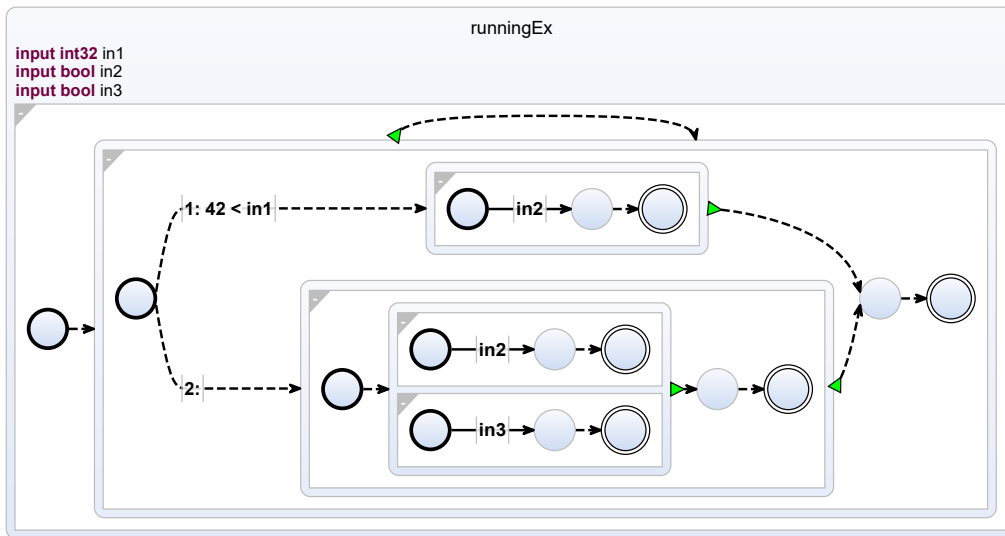 runningEx
input int32 in1
input bool in2
input bool in3
1: 42 < in1
in2
2:
in2
in3